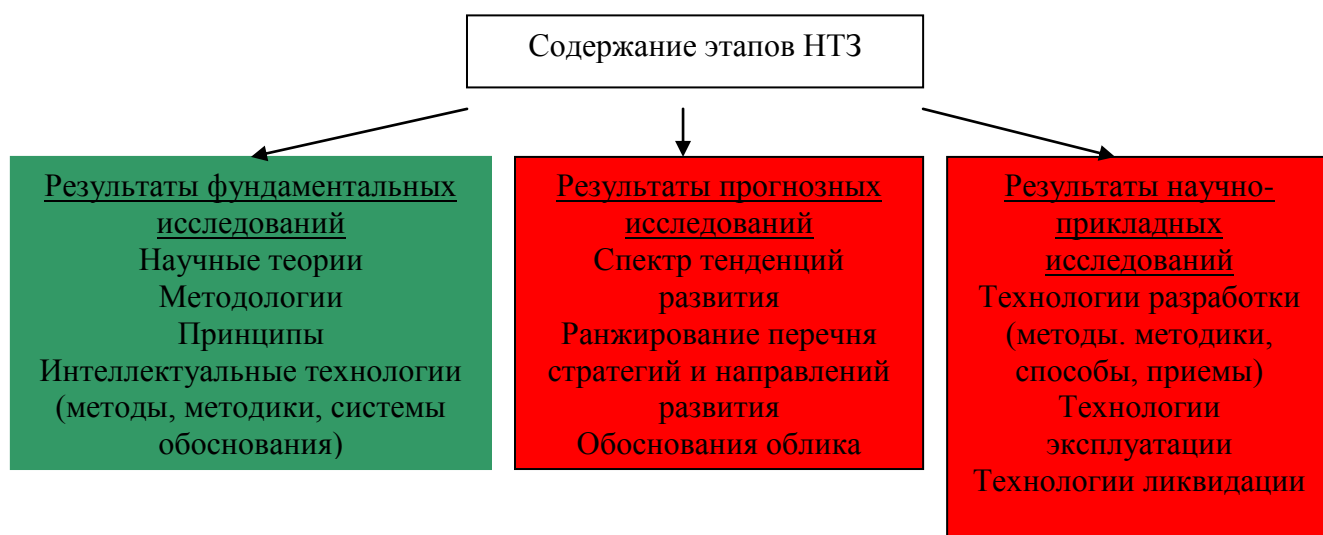 Содержание этапов НТЗ
Результаты фундаментальных
исследований
Научные теории
Методологии
Принципы
Интеллектуальные технологии
(методы, методики, системы
обоснования)
Результаты прогнозных
исследований
Спектр тенденций
развития
Ранжирование перечня
стратегий и направлений
развития
Обоснования облика
Результаты научно-
прикладных
исследований
Технологии разработки
(методы. методики,
способы, приемы)
Технологии
эксплуатации
Технологии ликвидации